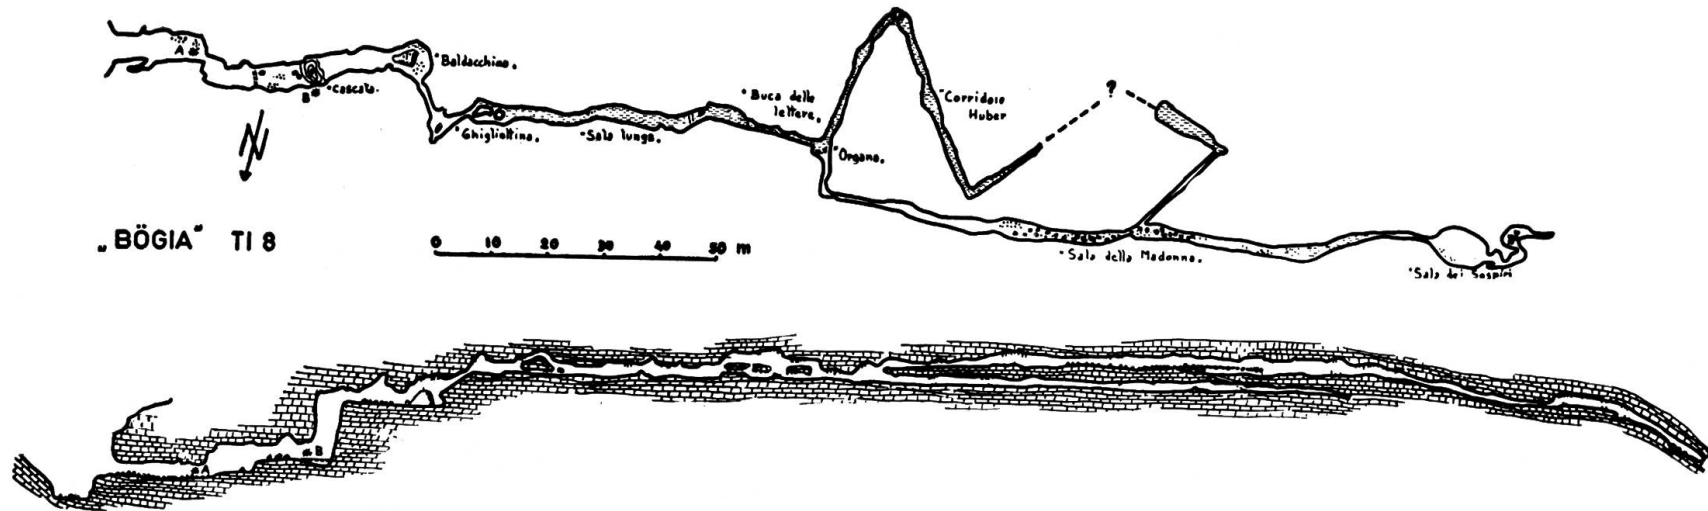 A
B
"Baldacchino.
"Cascata.
"Ghigliottina.
"Sala lunga.
"Buca delle
lettere.
"Organo.
"Corridoio
Huber
?
N
„BÖGIA" TI 8
0 10 20 30 40 50 m
"Sala della Madonna.
"Sala dei Sospiri
A
B